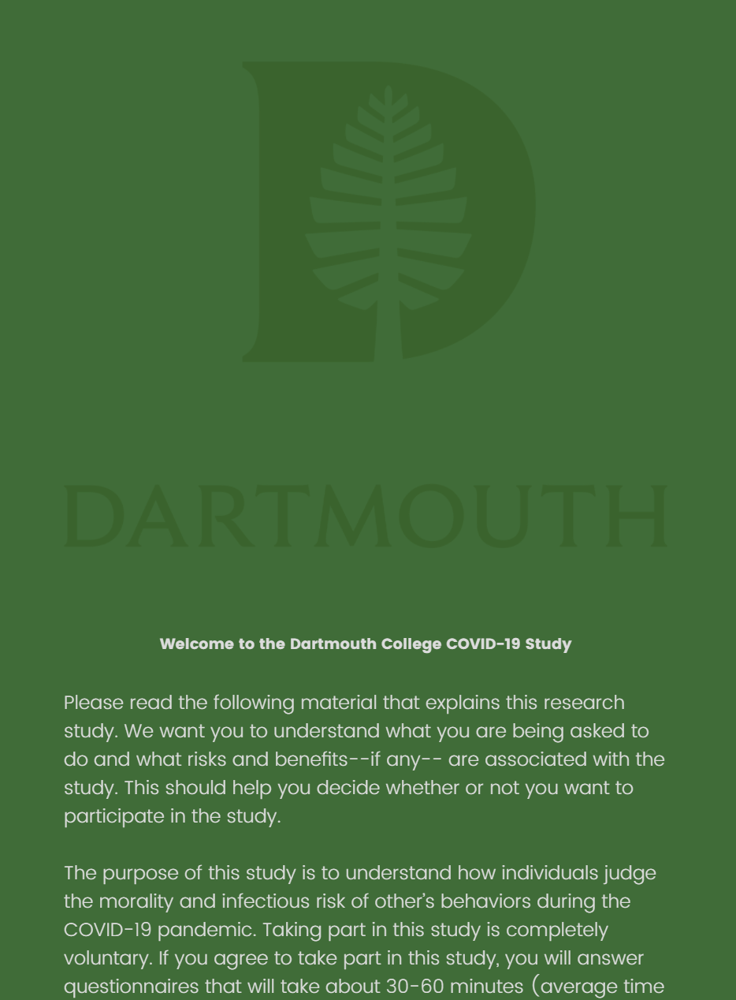 D
DARTMOUTH
Welcome to the Dartmouth College COVID-19 Study
Please read the following material that explains this research
study. We want you to understand what you are being asked to
do and what risks and benefits--if any-- are associated with the
study. This should help you decide whether or not you want to
participate in the study.
The purpose of this study is to understand how individuals judge
the morality and infectious risk of other’s behaviors during the
COVID-19 pandemic. Taking part in this study is completely
voluntary. If you agree to take part in this study, you will answer
questionnaires that will take about 30-60 minutes (average time